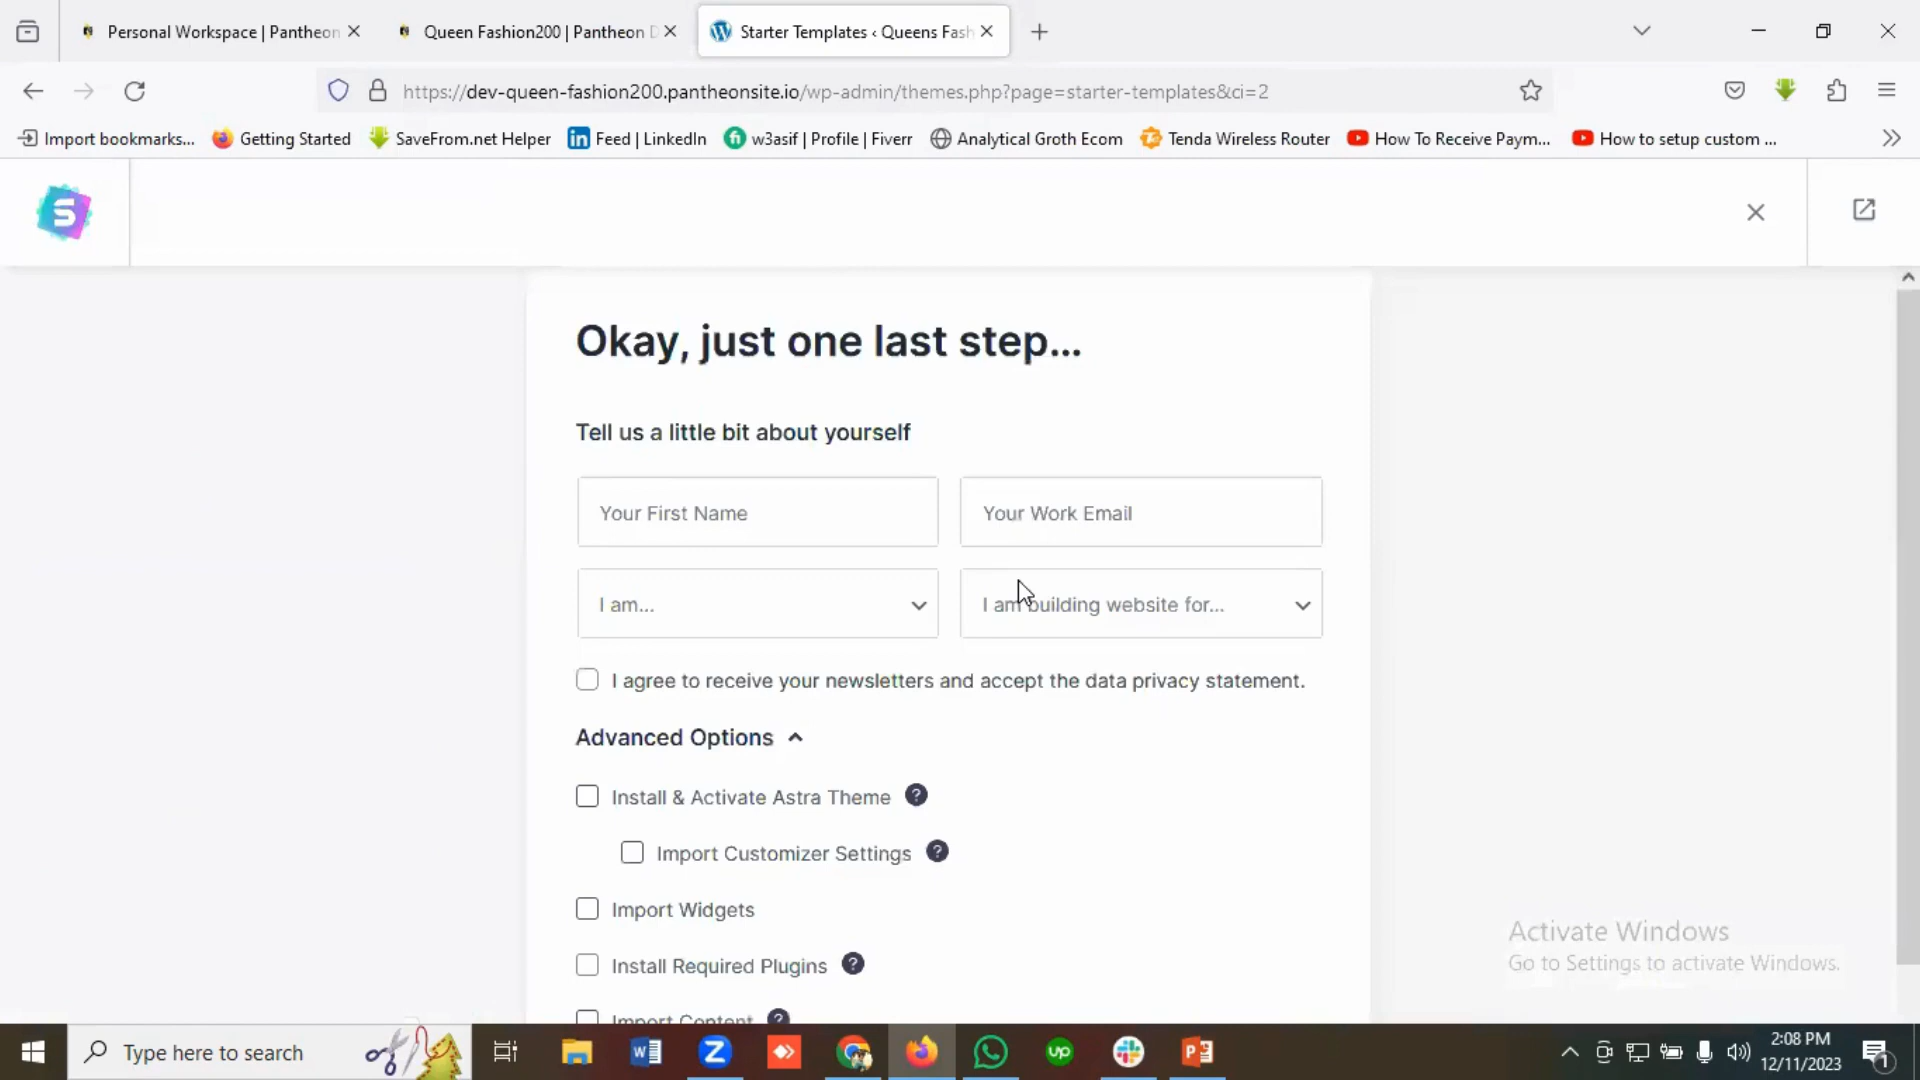 Personal Workspace | Pantheon
Queen Fashion200 | Pantheon D
Starter Templates ‹ Queens Fash
https://dev-queen-fashion200.pantheonsite.io/wp-admin/themes.php?page=starter-templates&ci=2
Import bookmarks...
Getting Started
SaveFrom.net Helper
Feed | LinkedIn
w3asif | Profile | Fiverr
Analytical Groth Ecom
Tenda Wireless Router
How To Receive Paym...
How to setup custom ...
Okay, just one last step...
Tell us a little bit about yourself
Your First Name
Your Work Email
I am...
I am building website for...
I agree to receive your newsletters and accept the data privacy statement.
Advanced Options
Install & Activate Astra Theme ?
Import Customizer Settings ?
Import Widgets
Install Required Plugins ?
Import Content ?
Activate Windows
Go to Settings to activate Windows.
Type here to search
2:08 PM
12/11/2023
1